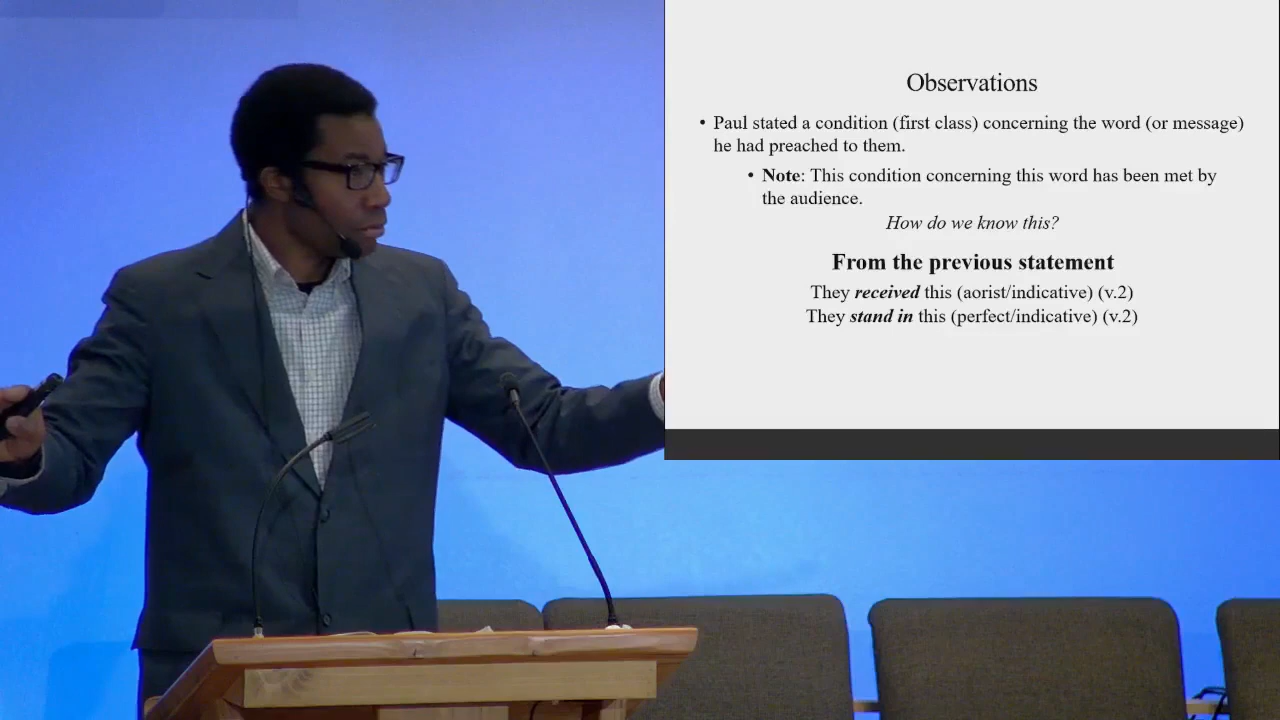 Observations
• Paul stated a condition (first class) concerning the word (or message)
he had preached to them.
• Note: This condition concerning this word has been met by
the audience.
How do we know this?
From the previous statement
They received this (aorist/indicative) (v.2)
They stand in this (perfect/indicative) (v.2)